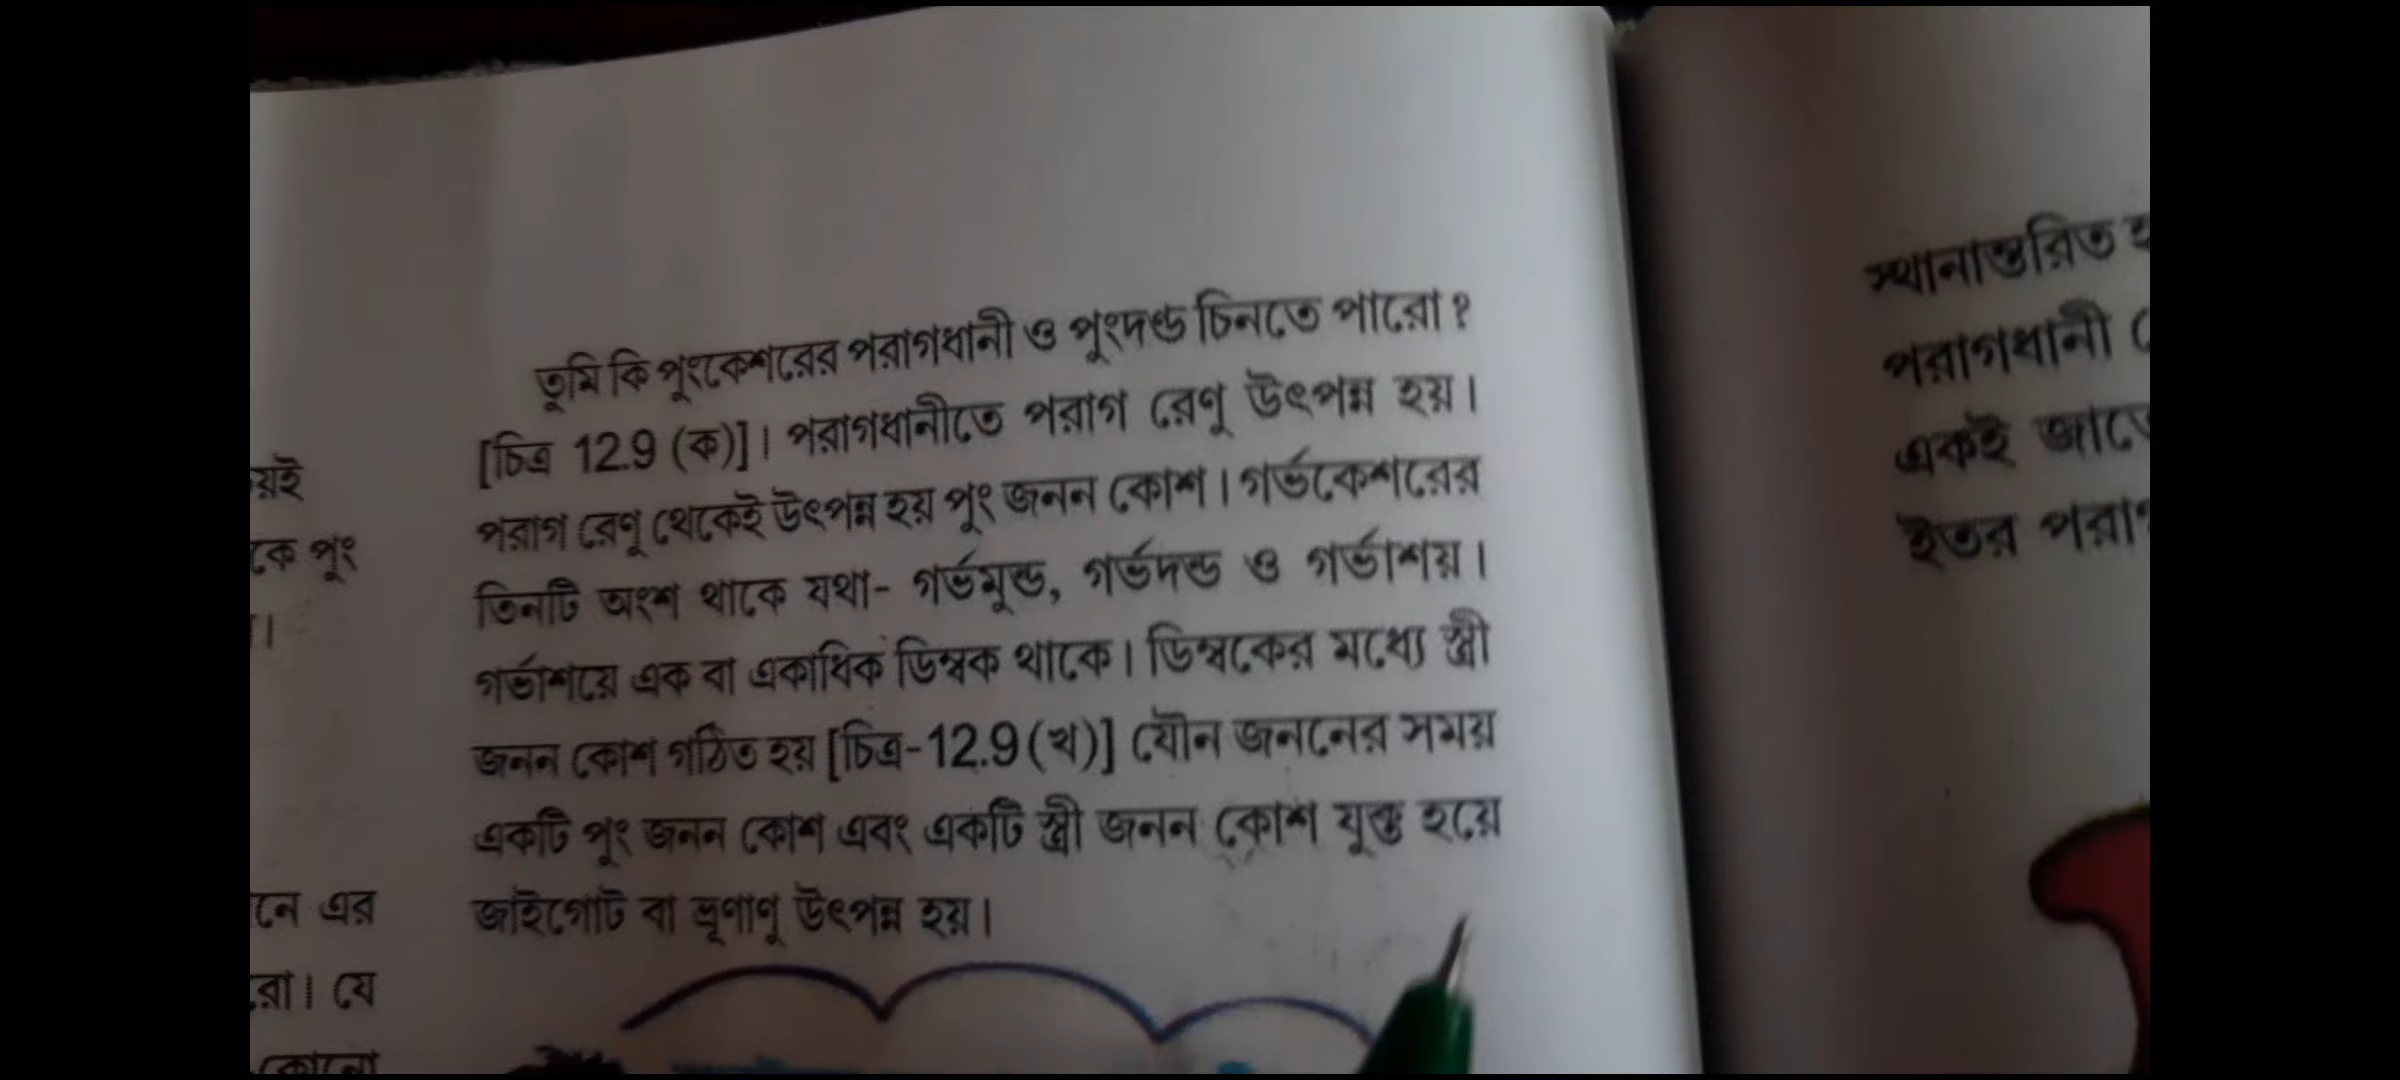 তুমি কি পুংকেশরের পরাগধানী ও পুংদণ্ড চিনতে পারো?
[চিত্র 12.9 (ক)]। পরাগধানীতে পরাগ রেণু উৎপন্ন হয়।
পরাগ রেণু থেকেই উৎপন্ন হয় পুং জনন কোশ। গর্ভকেশরের
তিনটি অংশ থাকে যথা- গর্ভমুন্ড, গর্ভদন্ড ও গর্ভাশয়।
গর্ভাশয়ে এক বা একাধিক ডিম্বক থাকে। ডিম্বকের মধ্যে স্ত্রী
জনন কোশ গঠিত হয় [চিত্র-12.9 (খ)] যৌন জননের সময়
একটি পুং জনন কোশ এবং একটি স্ত্রী জনন কোশ যুক্ত হয়ে
জাইগোট বা ভ্রূণাণু উৎপন্ন হয়।
পুং
।
এর
যে
স্থানান্তরিত
পরাগধানী
একই
ইতর